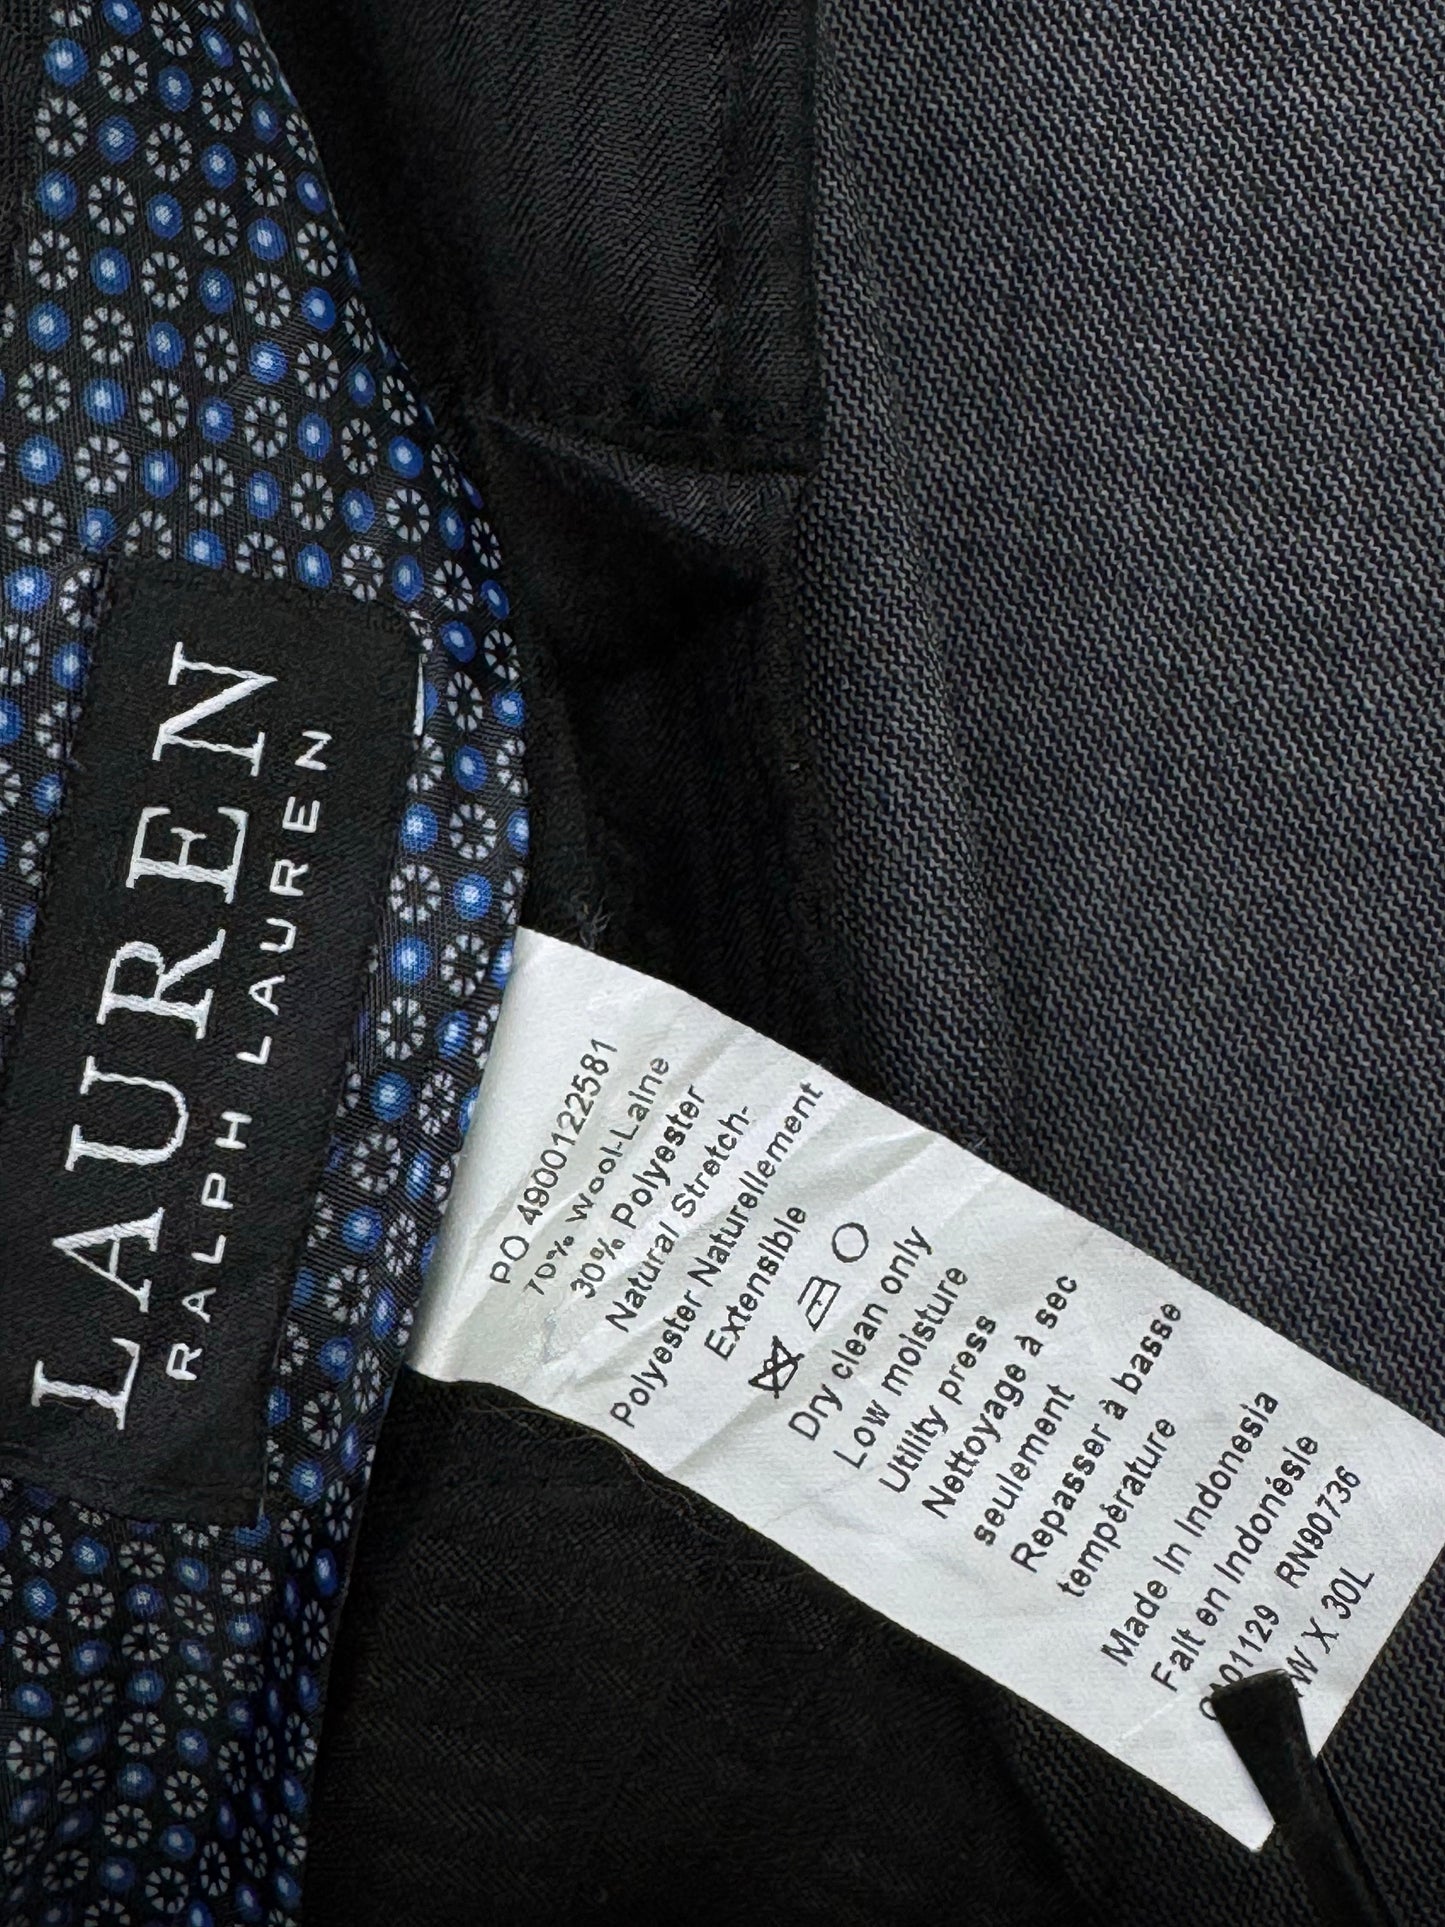 LAUREN
RALPH LAUREN
PO 4900122581
70% Wool-Laine
30% Polyester
Natural Stretch-
Polyester Naturellement
Extensible
Dry clean only
Low moisture
Utility press
Nettoyage à sec
seulement
Repasser à basse
température
Made In Indonesia
Fait en Indonésie
RN90736
X 30L